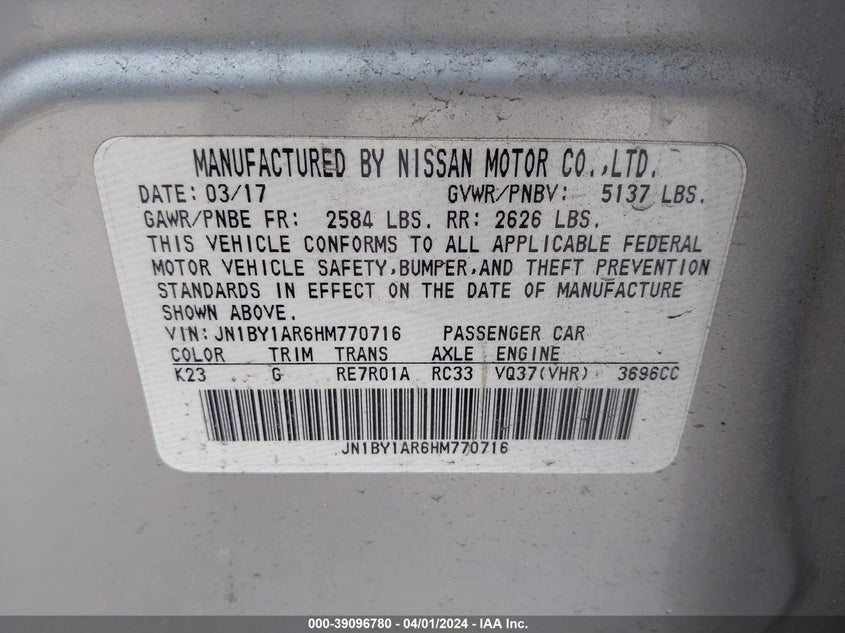 MANUFACTURED BY NISSAN MOTOR CO.,LTD.
DATE: 03/17 GVWR/PNBV: 5137 LBS.
GAWR/PNBE FR: 2584 LBS. RR: 2626 LBS.
THIS VEHICLE CONFORMS TO ALL APPLICABLE FEDERAL
MOTOR VEHICLE SAFETY,BUMPER,AND THEFT PREVENTION
STANDARDS IN EFFECT ON THE DATE OF MANUFACTURE
SHOWN ABOVE.
VIN: JN1BY1AR6HM770716 PASSENGER CAR
COLOR TRIM TRANS AXLE ENGINE
K23 G RE7R01A RC33 VQ37(VHR) 3696CC
JN1BY1AR6HM770716
000-39096780 - 04/01/2024 - IAA Inc.